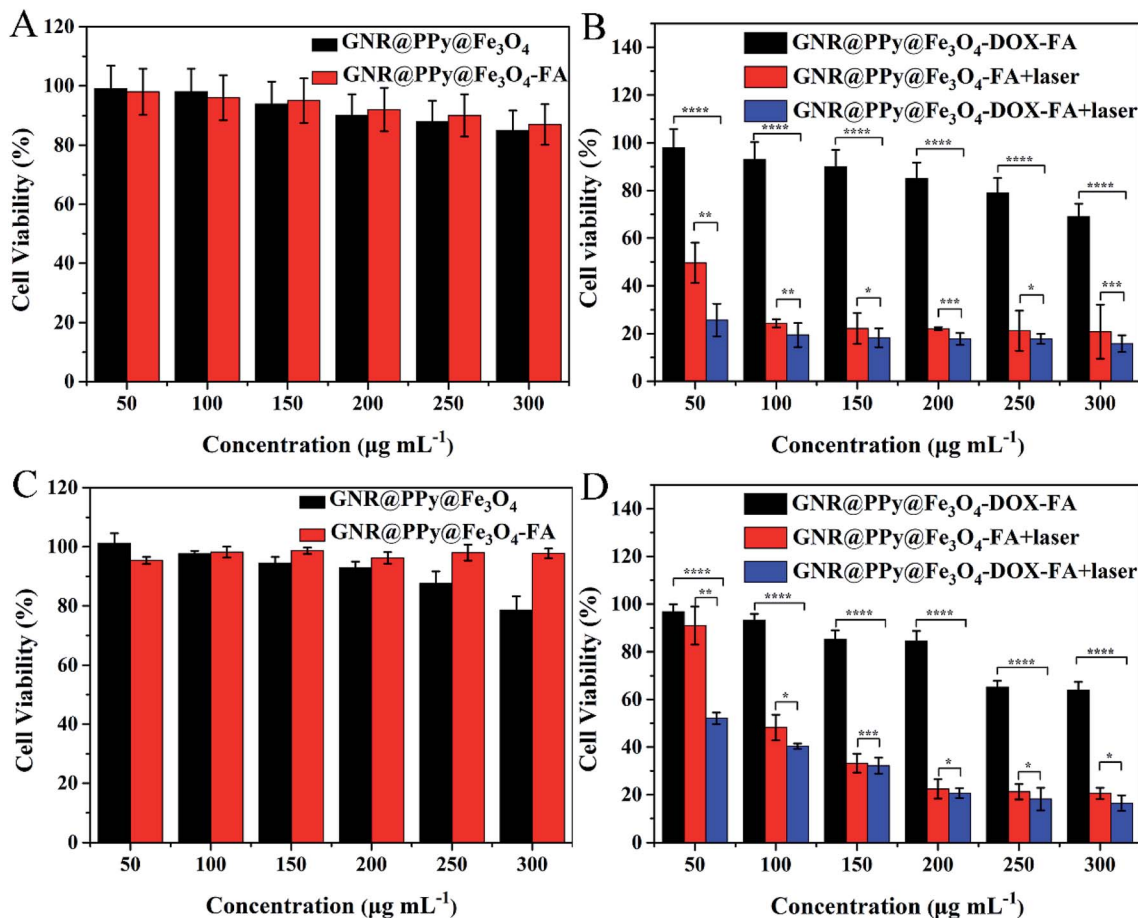 A
GNR@PPy@Fe₃O₄
GNR@PPy@Fe₃O₄-FA
Cell Viability (%)
120
100
80
60
40
20
0
50 100 150 200 250 300
Concentration (µg mL⁻¹)
B
GNR@PPy@Fe₃O₄-DOX-FA
GNR@PPy@Fe₃O₄-FA+laser
GNR@PPy@Fe₃O₄-DOX-FA+laser
Cell viability (%)
140
120
100
80
60
40
20
0
**** **** **** **** **** ****
** ** * *** * ***
50 100 150 200 250 300
Concentration (µg mL⁻¹)
C
GNR@PPy@Fe₃O₄
GNR@PPy@Fe₃O₄-FA
Cell Viability (%)
120
100
80
60
40
20
0
50 100 150 200 250 300
Concentration (µg mL⁻¹)
D
GNR@PPy@Fe₃O₄-DOX-FA
GNR@PPy@Fe₃O₄-FA+laser
GNR@PPy@Fe₃O₄-DOX-FA+laser
Cell Viability (%)
140
120
100
80
60
40
20
0
**** **** **** **** **** ****
** * *** * * *
50 100 150 200 250 300
Concentration (µg mL⁻¹)